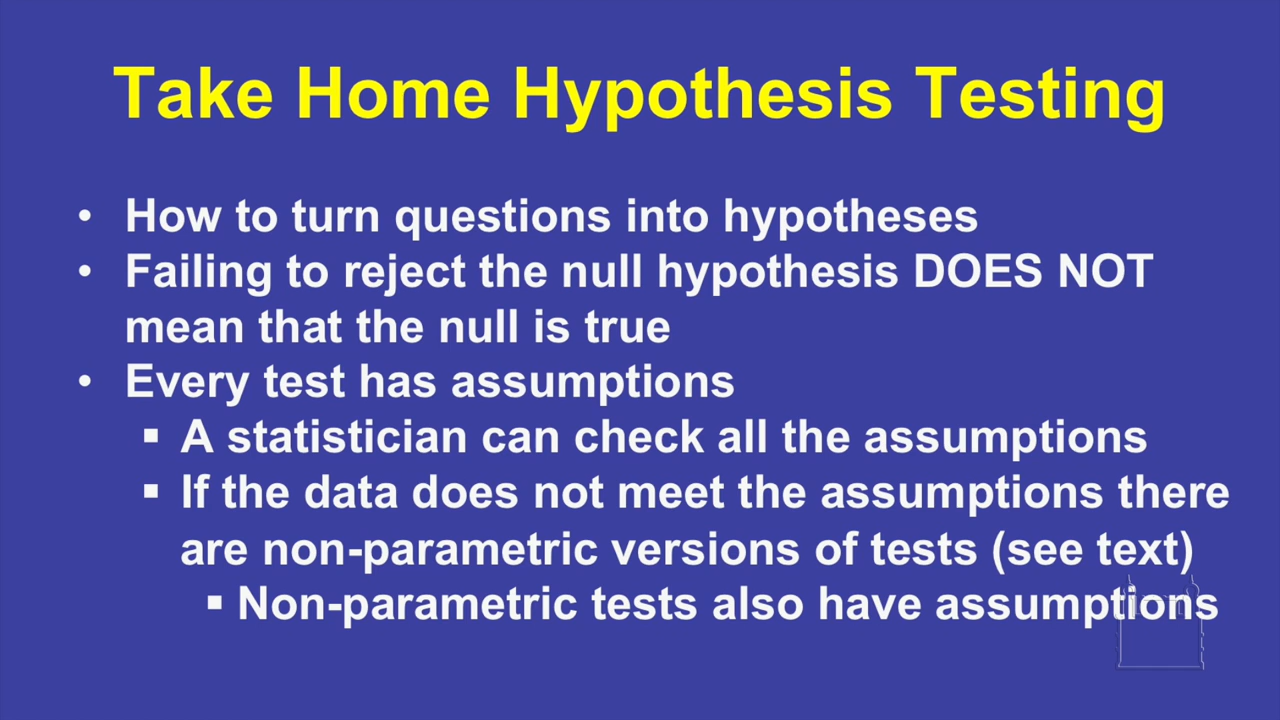 Take Home Hypothesis Testing
• How to turn questions into hypotheses
• Failing to reject the null hypothesis DOES NOT
mean that the null is true
• Every test has assumptions
▪ A statistician can check all the assumptions
▪ If the data does not meet the assumptions there
are non-parametric versions of tests (see text)
▪ Non-parametric tests also have assumptions